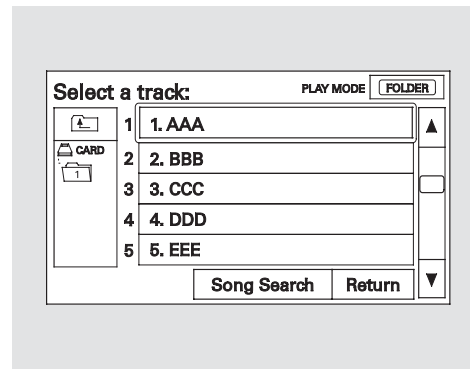 Select a track: PLAY MODE FOLDER
1 1. AAA
CARD
2 2. BBB
1
3 3. CCC
4 4. DDD
5 5. EEE
Song Search Return